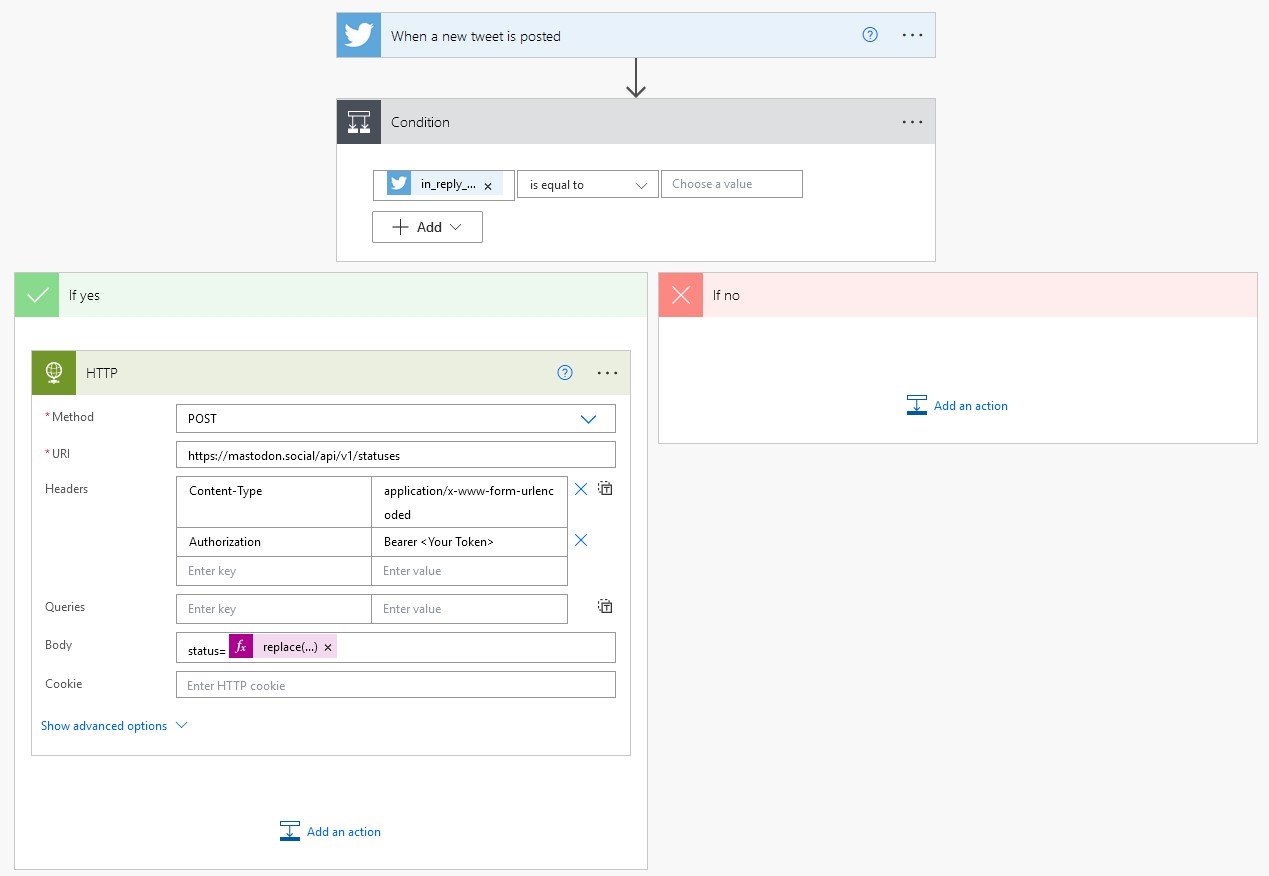 When a new tweet is posted
Condition
in_reply_... × is equal to Choose a value
+ Add
If yes
If no
HTTP
* Method POST
* URI https://mastodon.social/api/v1/statuses
Headers Content-Type application/x-www-form-urlenc
oded
Authorization Bearer <Your Token>
Enter key Enter value
Queries Enter key Enter value
Body status= fx replace(...) ×
Cookie Enter HTTP cookie
Show advanced options
Add an action
Add an action